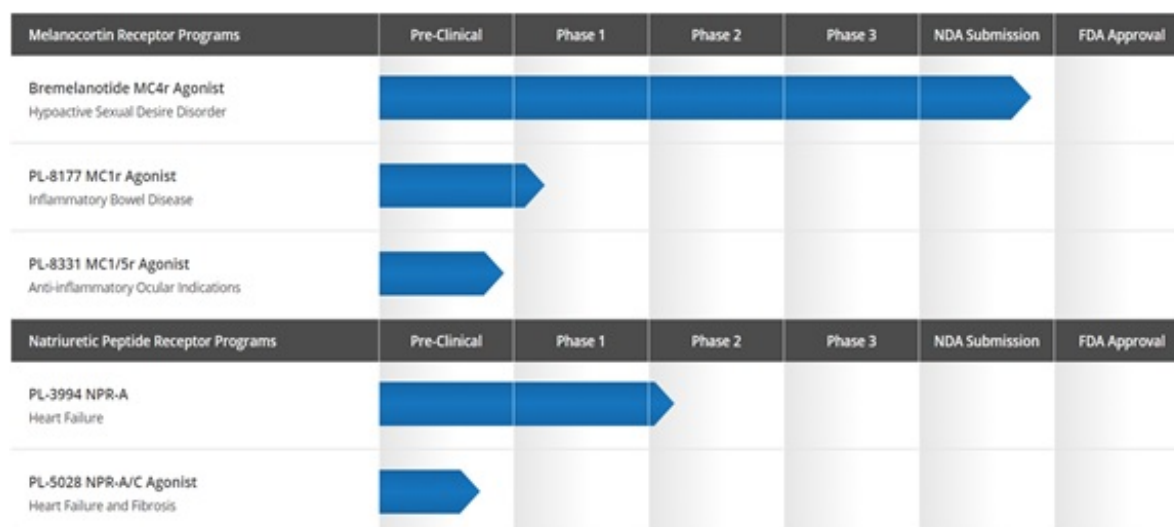 Melanocortin Receptor Programs Pre-Clinical Phase 1 Phase 2 Phase 3 NDA Submission FDA Approval
Bremelanotide MC4r Agonist
Hypoactive Sexual Desire Disorder
PL-8177 MC1r Agonist
Inflammatory Bowel Disease
PL-8331 MC1/5r Agonist
Anti-inflammatory Ocular Indications
Natriuretic Peptide Receptor Programs Pre-Clinical Phase 1 Phase 2 Phase 3 NDA Submission FDA Approval
PL-3994 NPR-A
Heart Failure
PL-5028 NPR-A/C Agonist
Heart Failure and Fibrosis